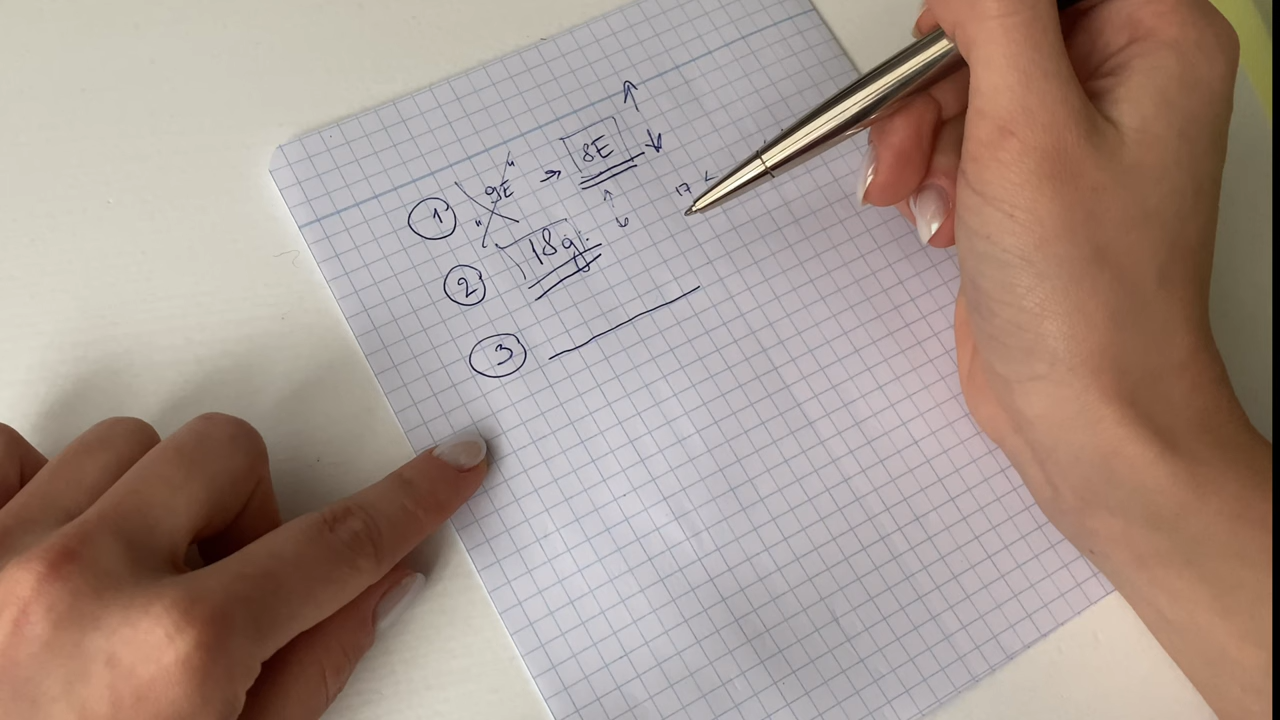 ① "9E" → 8E ↑ ↓
② 18g. ↑ ↓ 17 <
③